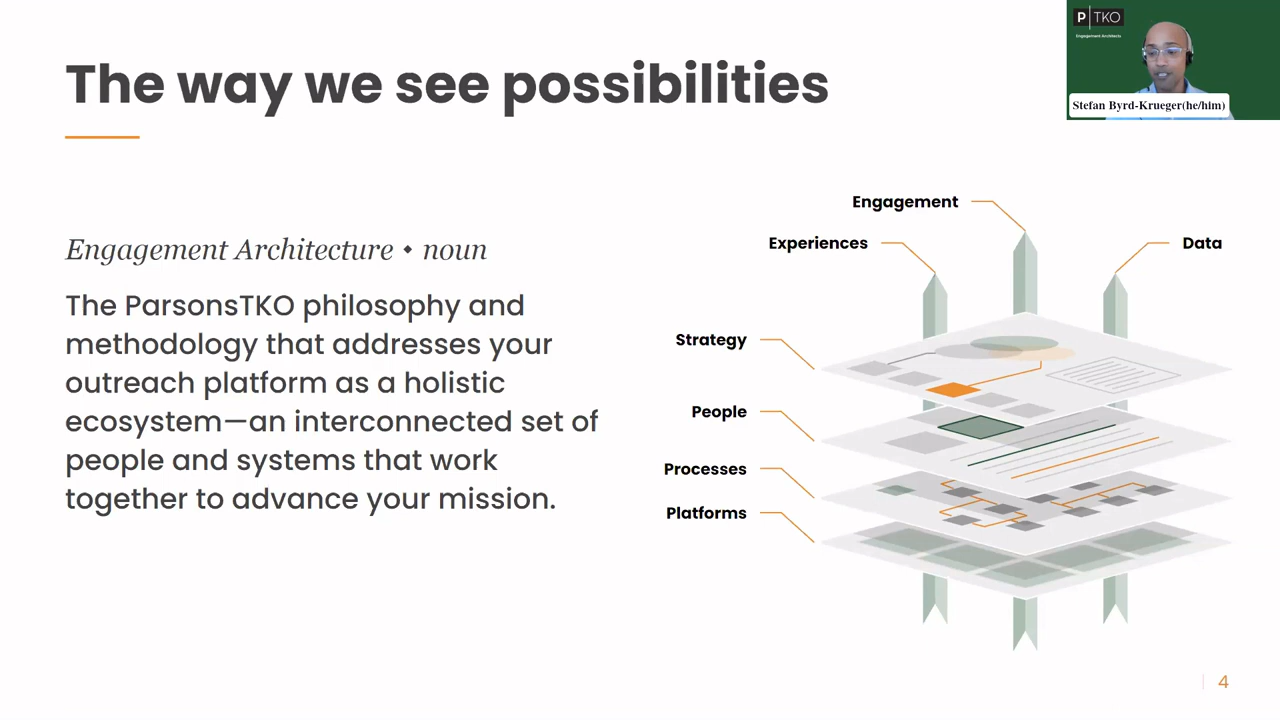 The way we see possibilities
P TKO
Engagement Architects
Stefan Byrd-Krueger(he/him)
Engagement Architecture • noun
The ParsonsTKO philosophy and
methodology that addresses your
outreach platform as a holistic
ecosystem—an interconnected set of
people and systems that work
together to advance your mission.
Engagement
Experiences
Data
Strategy
People
Processes
Platforms
4